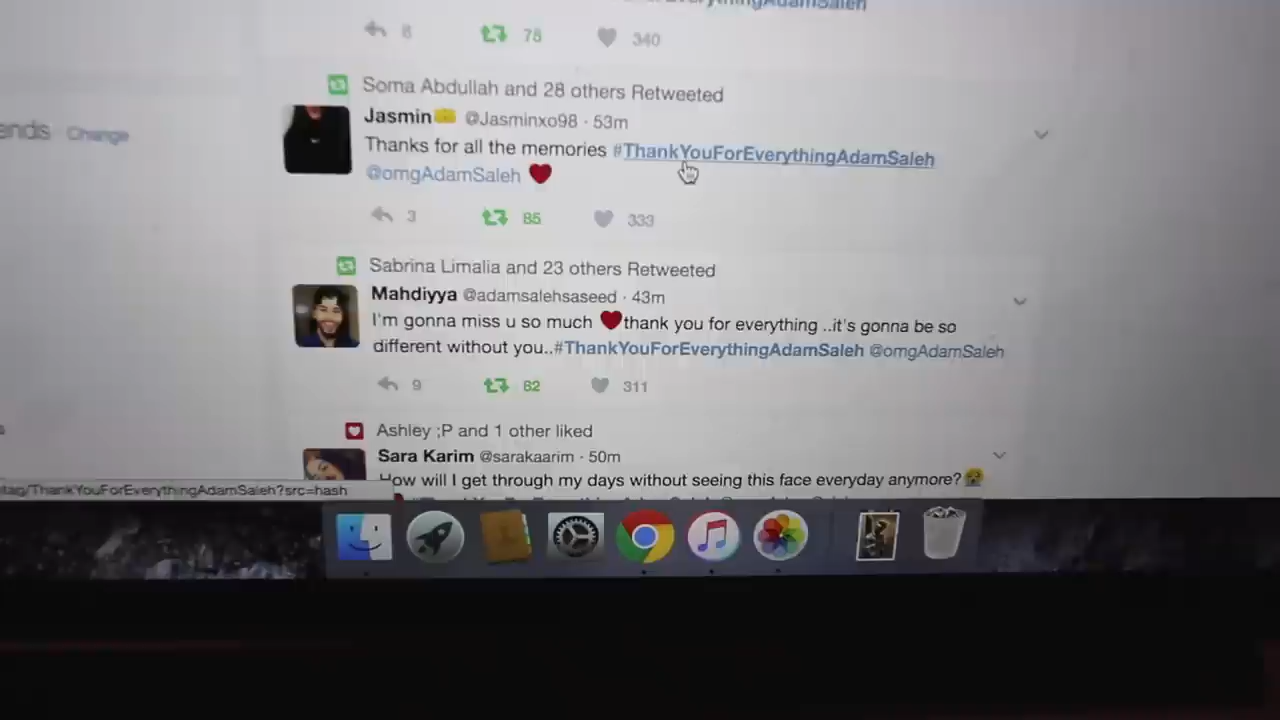 8 78 340
Soma Abdullah and 28 others Retweeted
Jasmin @Jasminxo98 · 53m
ends Change
Thanks for all the memories #ThankYouForEverythingAdamSaleh
@omgAdamSaleh
3 85 333
Sabrina Limalia and 23 others Retweeted
Mahdiyya @adamsalehsaseed · 43m
I'm gonna miss u so much thank you for everything ..it's gonna be so
different without you..#ThankYouForEverythingAdamSaleh @omgAdamSaleh
9 82 311
Ashley ;P and 1 other liked
Sara Karim @sarakaarim · 50m
How will I get through my days without seeing this face everyday anymore?
tag/ThankYouForEverythingAdamSaleh?src=hash